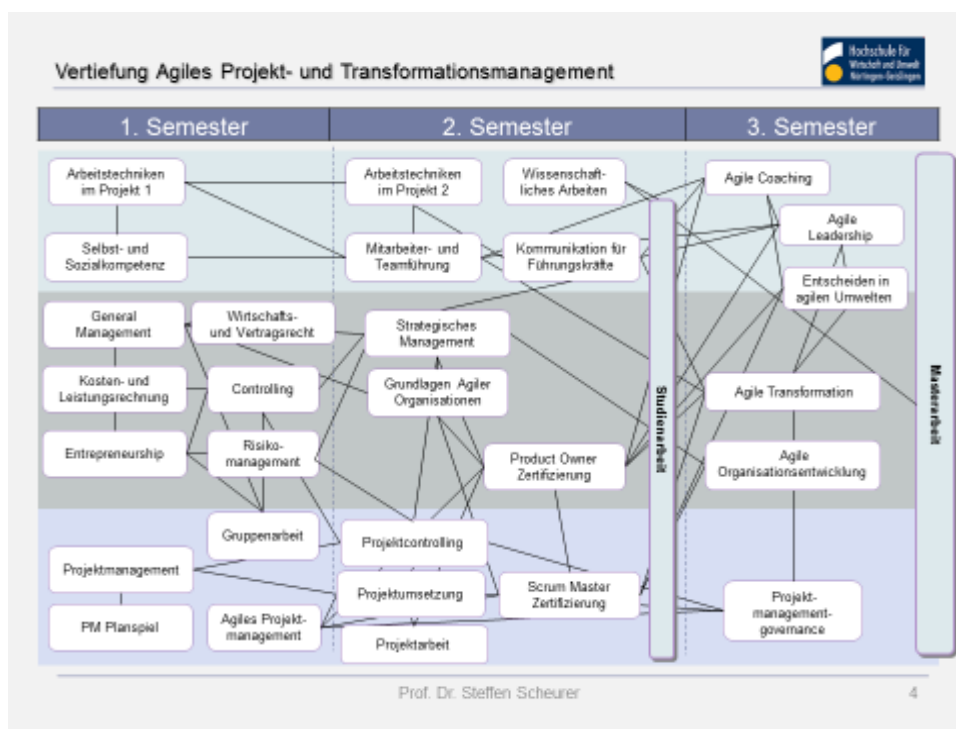 Vertiefung Agiles Projekt- und Transformationsmanagement
Hochschule für
Wirtschaft und Umwelt
Nürtingen-Geislingen
1. Semester
2. Semester
3. Semester
Arbeitstechniken
im Projekt 1
Selbst- und
Sozialkompetenz
General
Management
Wirtschafts-
und Vertragsrecht
Kosten- und
Leistungsrechnung
Controlling
Entrepreneurship
Risiko-
management
Gruppenarbeit
Projektmanagement
PM Planspiel
Agiles Projekt-
management
Arbeitstechniken
im Projekt 2
Wissenschaft-
liches Arbeiten
Mitarbeiter- und
Teamführung
Kommunikation für
Führungskräfte
Strategisches
Management
Grundlagen Agiler
Organisationen
Product Owner
Zertifizierung
Projektcontrolling
Projektumsetzung
Scrum Master
Zertifizierung
Projektarbeit
Studienarbeit
Agile Coaching
Agile
Leadership
Entscheiden in
agilen Umwelten
Agile Transformation
Agile
Organisationsentwicklung
Projekt-
management-
governance
Masterarbeit
Prof. Dr. Steffen Scheurer
4